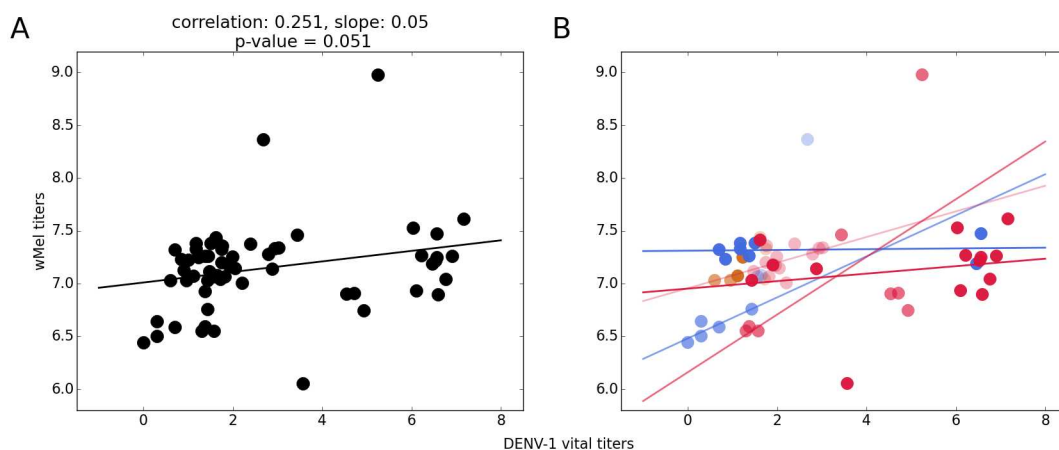 A
correlation: 0.251, slope: 0.05
p-value = 0.051
B
9.0
8.5
8.0
7.5
7.0
6.5
6.0
wMel titers
0 2 4 6 8
9.0
8.5
8.0
7.5
7.0
6.5
6.0
0 2 4 6 8
DENV-1 vital titers